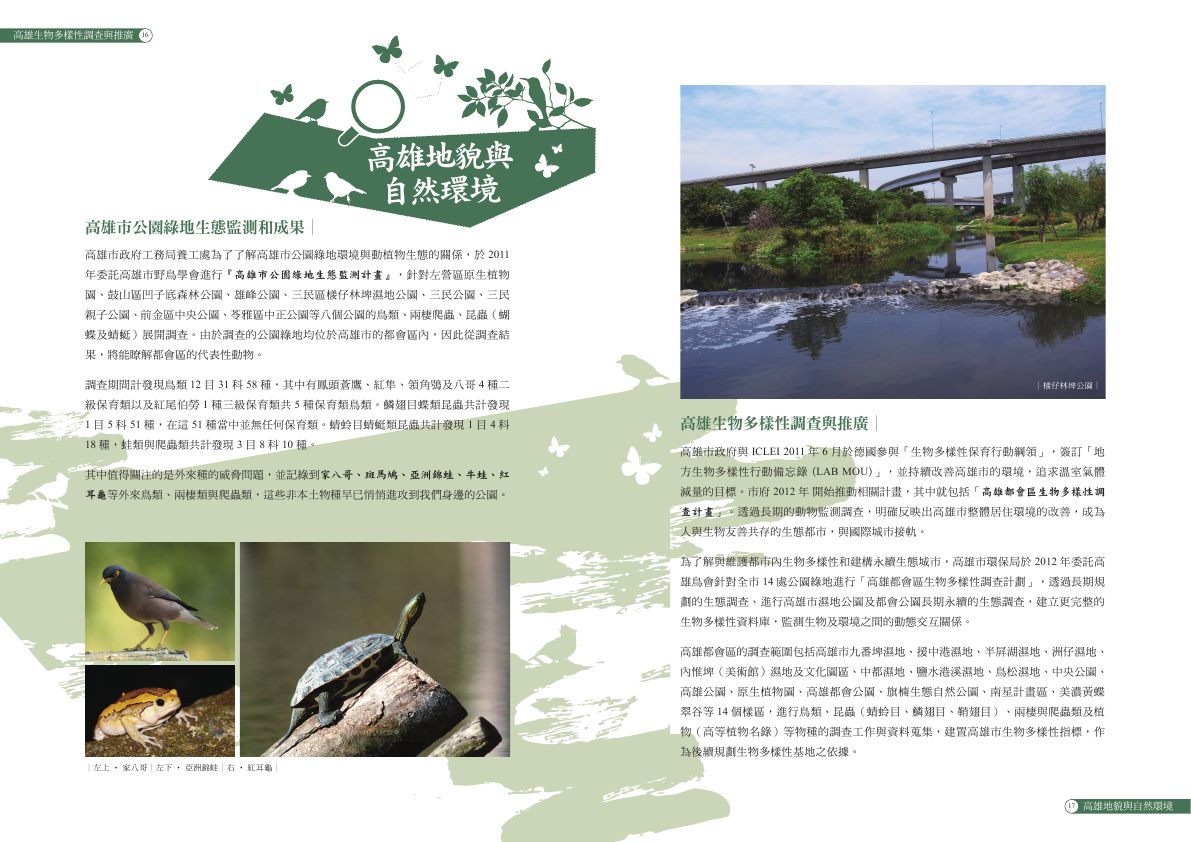 高雄生物多樣性調查與推廣 16
高雄地貌與
自然環境
高雄市公園綠地生態監測和成果｜
高雄市政府工務局養工處為了了解高雄市公園綠地環境與動植物生態的關係，於 2011
年委託高雄市野鳥學會進行『高雄市公園綠地生態監測計畫』，針對左營區原生植物
園、鼓山區凹子底森林公園、雄峰公園、三民區檨仔林埤濕地公園、三民公園、三民
親子公園、前金區中央公園、苓雅區中正公園等八個公園的鳥類、兩棲爬蟲、昆蟲（蝴
蝶及蜻蜓）展開調查。由於調查的公園綠地均位於高雄市的都會區內，因此從調查結
果，將能瞭解都會區的代表性動物。
調查期間計發現鳥類 12 目 31 科 58 種，其中有鳳頭蒼鷹、紅隼、領角鴞及八哥 4 種二
級保育類以及紅尾伯勞 1 種三級保育類共 5 種保育類鳥類。鱗翅目蝶類昆蟲共計發現
1 目 5 科 51 種，在這 51 種當中並無任何保育類。蜻蛉目蜻蜓類昆蟲共計發現 1 目 4 科
18 種，蛙類與爬蟲類共計發現 3 目 8 科 10 種。
其中值得關注的是外來種的威脅問題，並記錄到家八哥、斑馬鳩、亞洲錦蛙、牛蛙、紅
耳龜等外來鳥類、兩棲類與爬蟲類，這些非本土物種早已悄悄進攻到我們身邊的公園。
｜左上・家八哥｜左下・亞洲錦蛙｜右・紅耳龜｜
｜檨仔林埤公園｜
高雄生物多樣性調查與推廣｜
高雄市政府與 ICLEI 2011 年 6 月於德國參與「生物多樣性保育行動綱領」，簽訂「地
方生物多樣性行動備忘錄 (LAB MOU)」，並持續改善高雄市的環境，追求溫室氣體
減量的目標。市府 2012 年 開始推動相關計畫，其中就包括「高雄都會區生物多樣性調
查計畫」。透過長期的動物監測調查，明確反映出高雄市整體居住環境的改善，成為
人與生物友善共存的生態都市，與國際城市接軌。
為了解與維護都市內生物多樣性和建構永續生態城市，高雄市環保局於 2012 年委託高
雄鳥會針對全市 14 處公園綠地進行「高雄都會區生物多樣性調查計劃」，透過長期規
劃的生態調查、進行高雄市濕地公園及都會公園長期永續的生態調查，建立更完整的
生物多樣性資料庫，監測生物及環境之間的動態交互關係。
高雄都會區的調查範圍包括高雄市九番埤濕地、援中港濕地、半屏湖濕地、洲仔濕地、
內惟埤（美術館）濕地及文化園區、中都濕地、鹽水港溪濕地、鳥松濕地、中央公園、
高雄公園、原生植物園、高雄都會公園、旗楠生態自然公園、南星計畫區、美濃黃蝶
翠谷等 14 個樣區，進行鳥類、昆蟲（蜻蛉目、鱗翅目、鞘翅目）、兩棲與爬蟲類及植
物（高等植物名錄）等物種的調查工作與資料蒐集，建置高雄市生物多樣性指標，作
為後續規劃生物多樣性基地之依據。
17 高雄地貌與自然環境